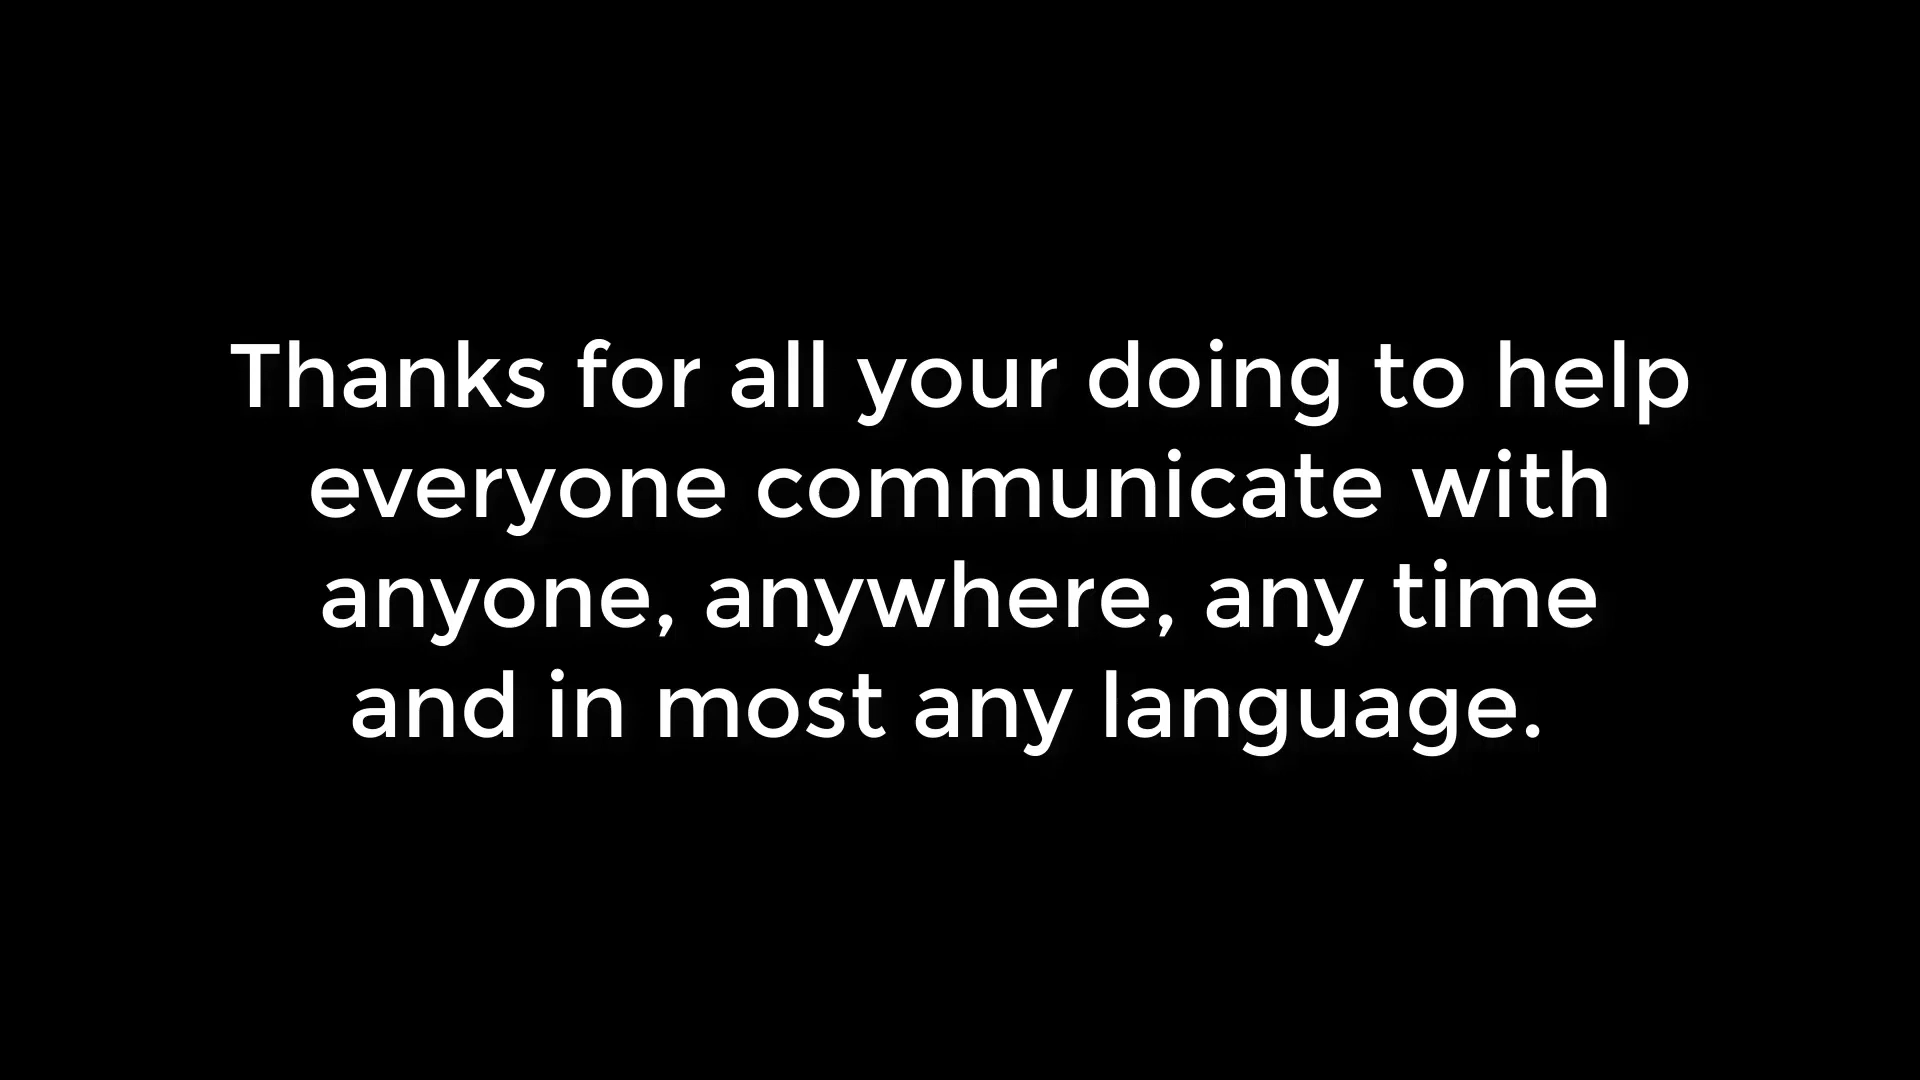 Thanks for all your doing to help
everyone communicate with
anyone, anywhere, any time
and in most any language.